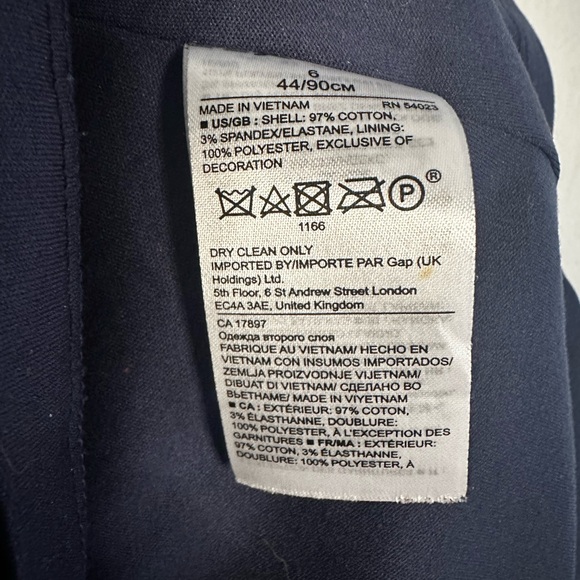 6
44/90CM
MADE IN VIETNAM RN 54023
■ US/GB : SHELL: 97% COTTON,
3% SPANDEX/ELASTANE, LINING:
100% POLYESTER, EXCLUSIVE OF
DECORATION
P ®
1166
DRY CLEAN ONLY
IMPORTED BY/IMPORTE PAR Gap (UK
Holdings) Ltd.
5th Floor, 6 St Andrew Street London
EC4A 3AE, United Kingdom
CA 17897
Одежда второго слоя
FABRIQUE AU VIETNAM/ HECHO EN
VIETNAM CON INSUMOS IMPORTADOS/
ZEMLJA PROIZVODNJE VIJETNAM/
DIBUAT DI VIETNAM/ СДЕЛАНО ВО
ВЬЕТНАМЕ/ MADE IN VIYETNAM
■ CA : EXTÉRIEUR: 97% COTON,
3% ÉLASTHANNE, DOUBLURE:
100% POLYESTER, À L'EXCEPTION DES
GARNITURES ■ FR/MA : EXTÉRIEUR:
97% COTON, 3% ÉLASTHANNE,
DOUBLURE: 100% POLYESTER, À